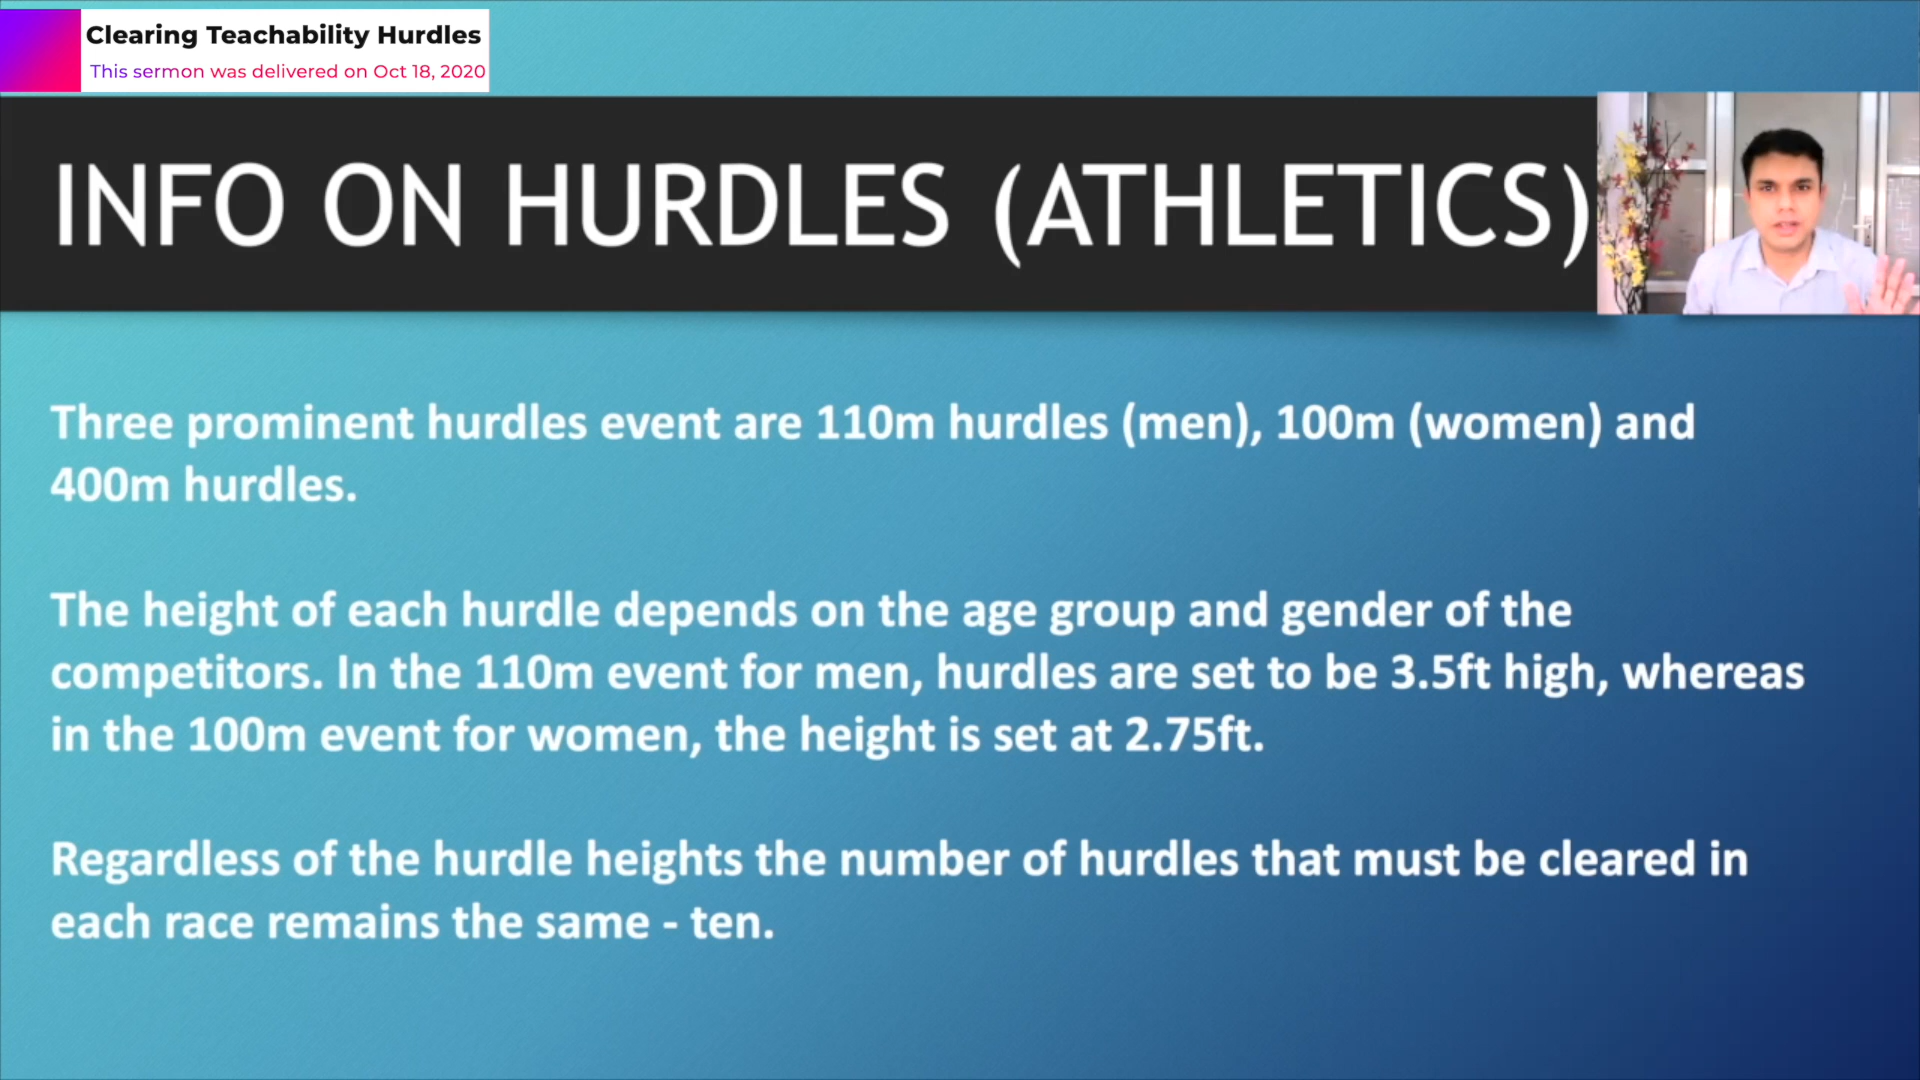 Clearing Teachability Hurdles
This sermon was delivered on Oct 18, 2020
INFO ON HURDLES (ATHLETICS)
Three prominent hurdles event are 110m hurdles (men), 100m (women) and
400m hurdles.
The height of each hurdle depends on the age group and gender of the
competitors. In the 110m event for men, hurdles are set to be 3.5ft high, whereas
in the 100m event for women, the height is set at 2.75ft.
Regardless of the hurdle heights the number of hurdles that must be cleared in
each race remains the same - ten.